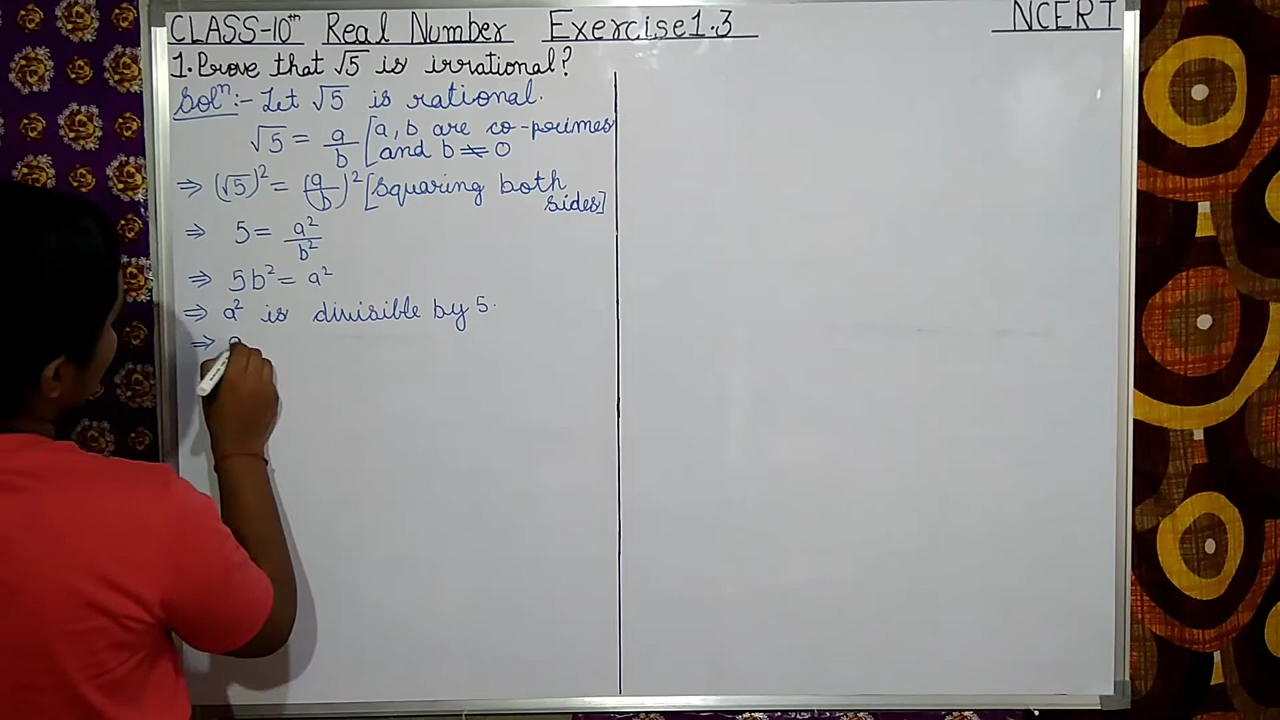 CLASS-10th Real Number Exercise 1.3 NCERT
1. Prove that √5 is irrational?
Solⁿ:- Let √5 is rational.
√5 = a/b [a, b are co-primes and b ≠ 0
⇒ (√5)² = (a/b)² [squaring both sides]
⇒ 5 = a²/b²
⇒ 5b² = a²
⇒ a² is divisible by 5.
⇒